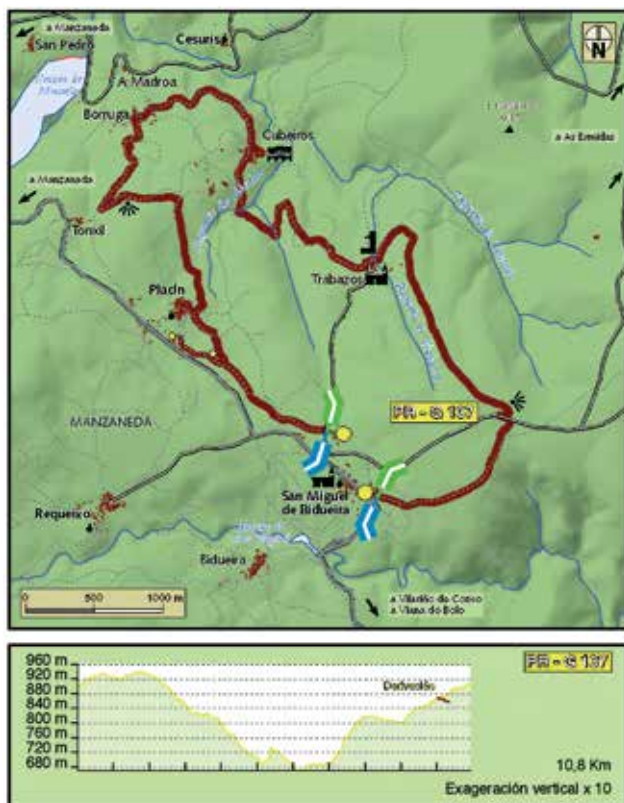 a Manzaneda
San Pedro
Cesuris
A Madroa
Borruga
Cubeiros
N
a As Ermidas
a Manzaneda
Tonxil
Placín
Trabazos
PR - G 137
MANZANEDA
San Miguel
de Bidueira
Requeixo
Bidueira
0 500 1000 m
a Vilariño de Conso
a Viana do Bolo
960 m
920 m
880 m
840 m
800 m
760 m
720 m
680 m
PR - G 137
Derivación
10,8 Km
Exageración vertical x 10